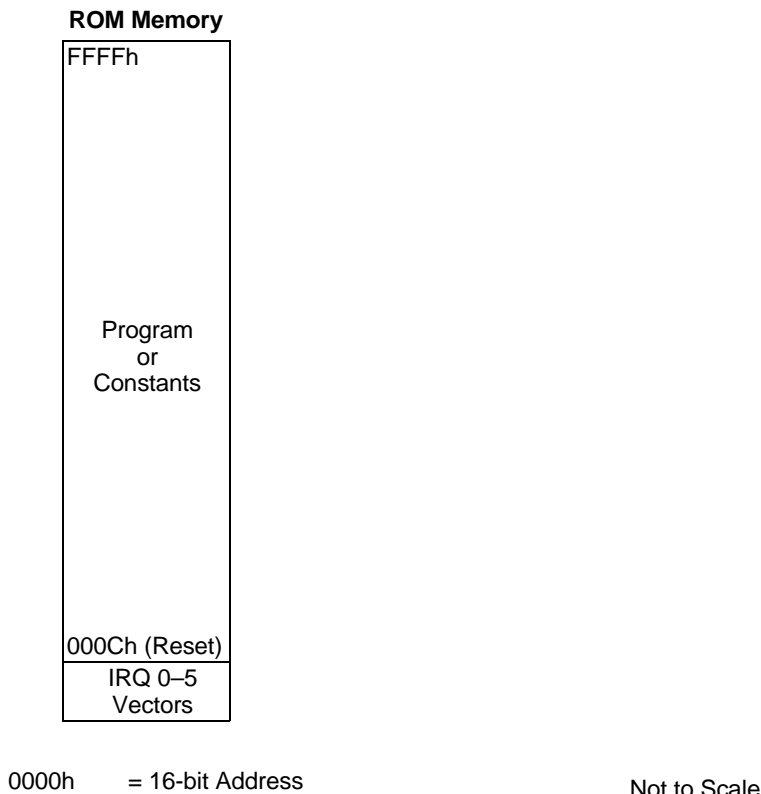 ROM Memory
FFFFh
Program
or
Constants
000Ch (Reset)
IRQ 0–5
Vectors
0000h = 16-bit Address
Not to Scale